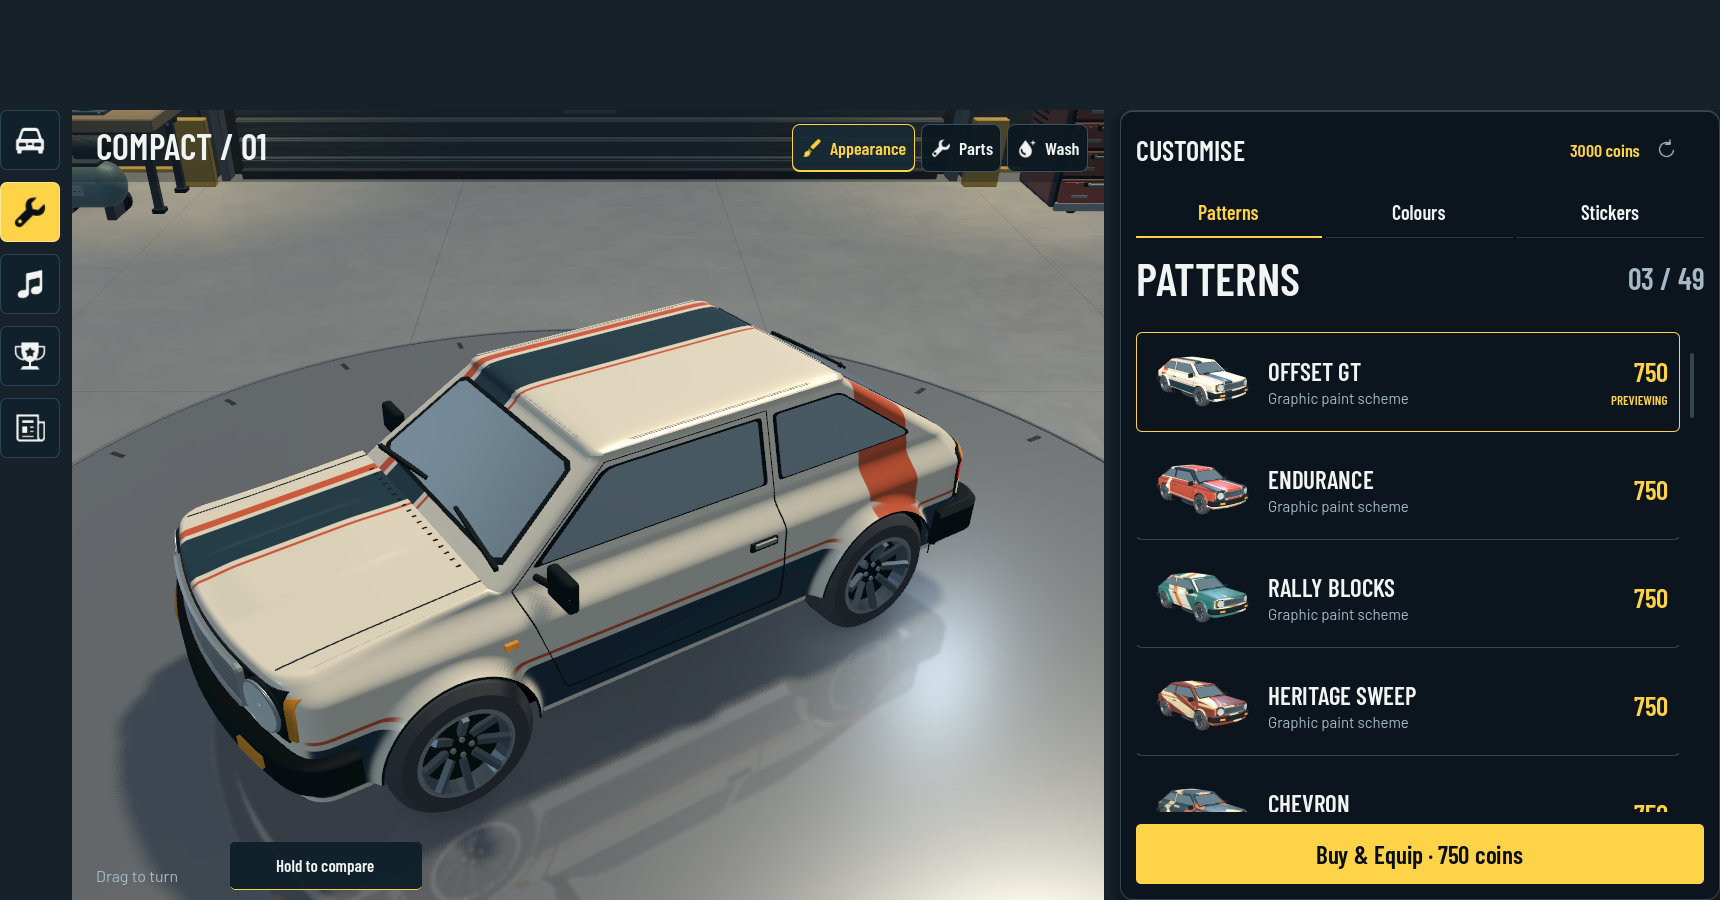 COMPACT / 01
Appearance
Parts
Wash
Drag to turn
Hold to compare
CUSTOMISE
3000 coins
Patterns
Colours
Stickers
PATTERNS
03 / 49
OFFSET GT
Graphic paint scheme
750
PREVIEWING
ENDURANCE
Graphic paint scheme
750
RALLY BLOCKS
Graphic paint scheme
750
HERITAGE SWEEP
Graphic paint scheme
750
CHEVRON
750
Buy & Equip · 750 coins